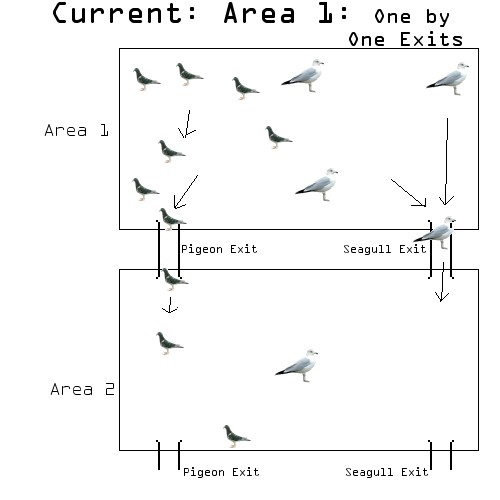 Current: Area 1: One by
One Exits
Area 1
Pigeon Exit
Seagull Exit
Area 2
Pigeon Exit
Seagull Exit